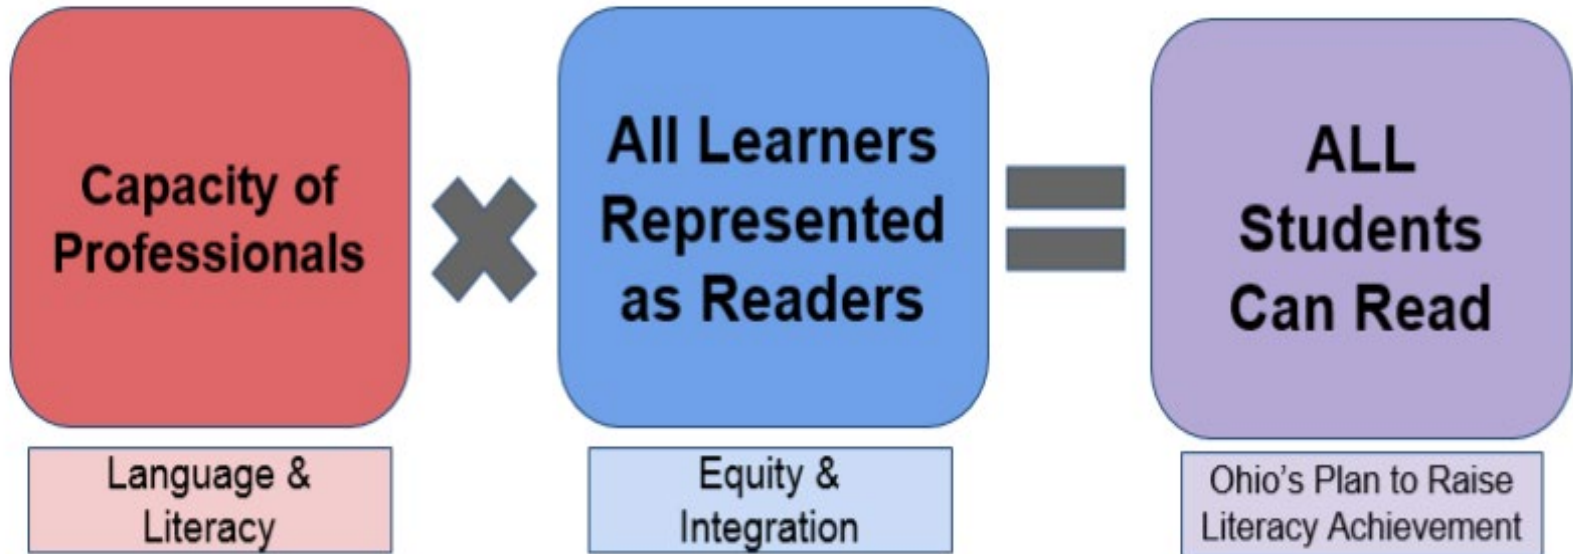 Capacity of
Professionals
All Learners
Represented
as Readers
ALL
Students
Can Read
Language &
Literacy
Equity &
Integration
Ohio's Plan to Raise
Literacy Achievement